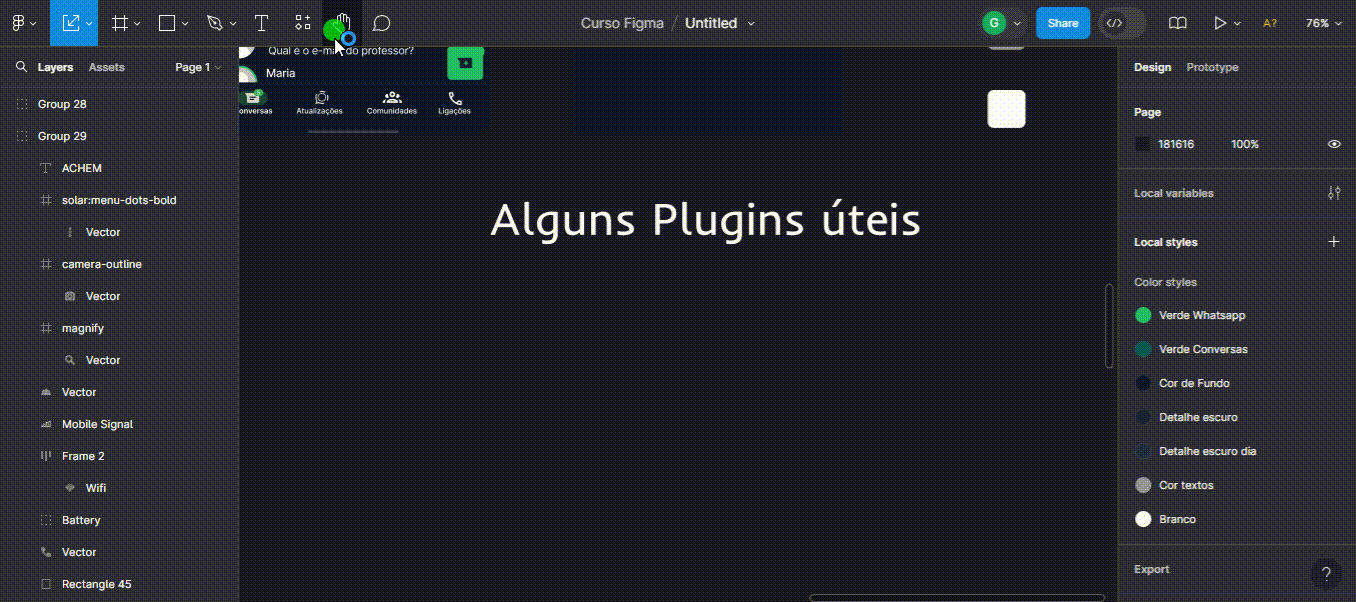 Curso Figma / Untitled
G
Share
A?
76%
Layers
Assets
Page 1
Group 28
Group 29
ACHEM
solar:menu-dots-bold
Vector
camera-outline
Vector
magnify
Vector
Vector
Mobile Signal
Frame 2
Wifi
Battery
Vector
Rectangle 45
Qual e o e-ma do professor?
Maria
onversas
Atualizações
Comunidades
Ligações
Alguns Plugins úteis
Design
Prototype
Page
181616
100%
Local variables
Local styles
Color styles
Verde Whatsapp
Verde Conversas
Cor de Fundo
Detalhe escuro
Detalhe escuro dia
Cor textos
Branco
Export
?